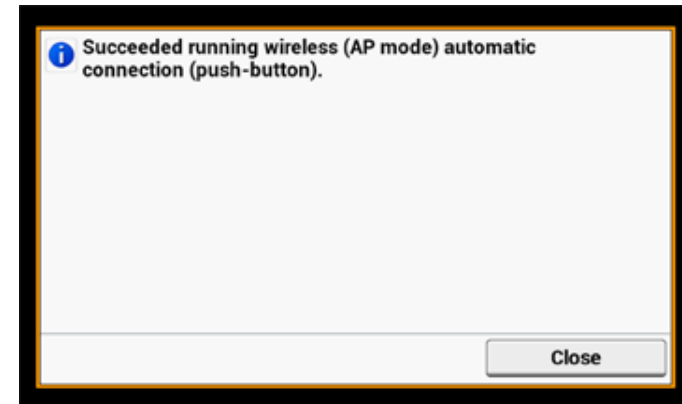 Succeeded running wireless (AP mode) automatic
connection (push-button).
Close